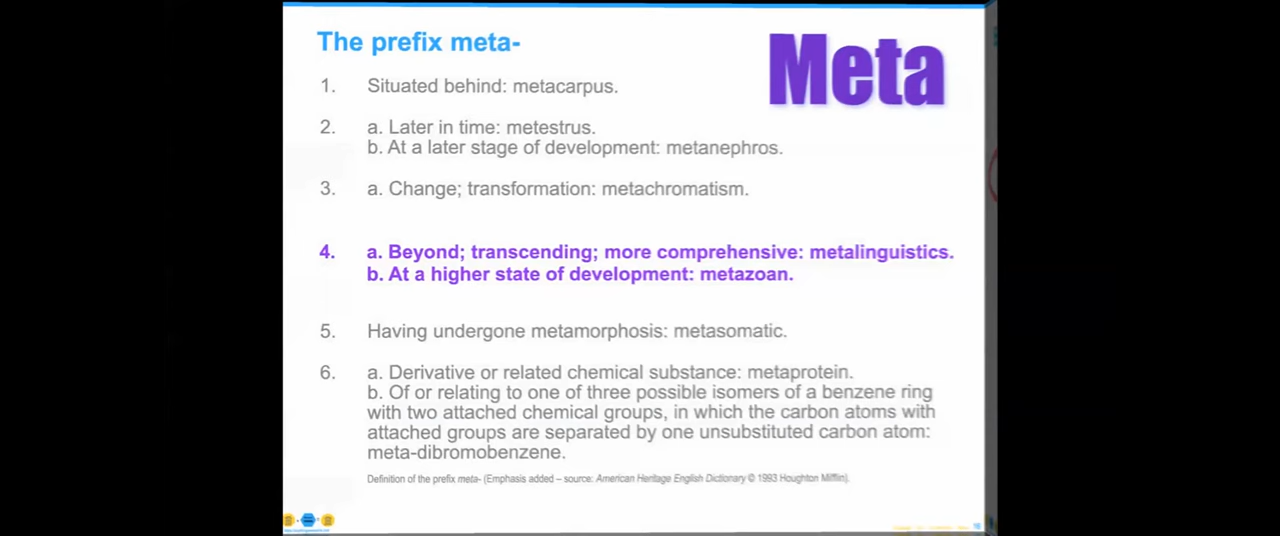 The prefix meta-
Meta
1. Situated behind: metacarpus.
2. a. Later in time: metestrus.
b. At a later stage of development: metanephros.
3. a. Change; transformation: metachromatism.
4. a. Beyond; transcending; more comprehensive: metalinguistics.
b. At a higher state of development: metazoan.
5. Having undergone metamorphosis: metasomatic.
6. a. Derivative or related chemical substance: metaprotein.
b. Of or relating to one of three possible isomers of a benzene ring
with two attached chemical groups, in which the carbon atoms with
attached groups are separated by one unsubstituted carbon atom:
meta-dibromobenzene.
Definition of the prefix meta- (Emphasis added – source: American Heritage English Dictionary © 1993 Houghton Mifflin).